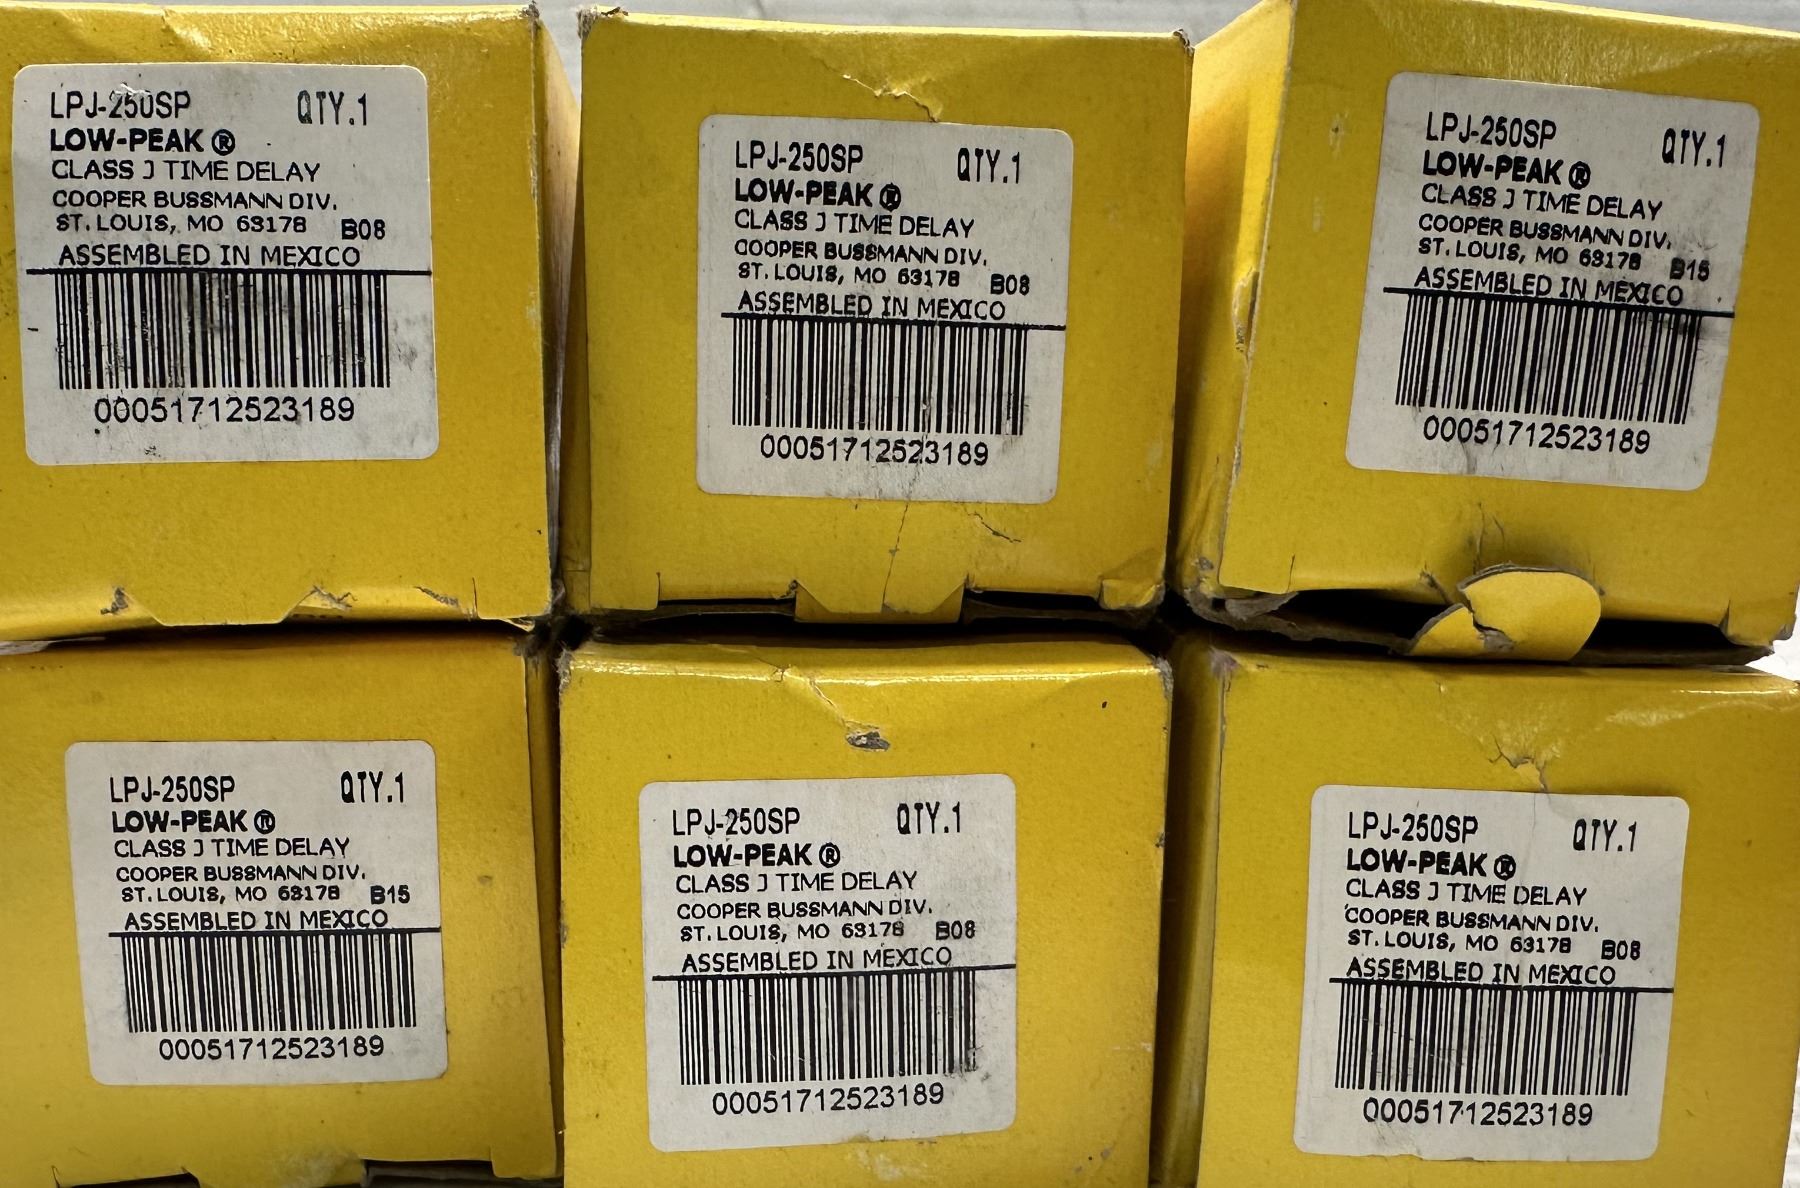 LPJ-250SP QTY.1
LOW-PEAK ®
CLASS J TIME DELAY
COOPER BUSSMANN DIV.
ST. LOUIS, MO 63178 B08
ASSEMBLED IN MEXICO
00051712523189
LPJ-250SP QTY.1
LOW-PEAK ®
CLASS J TIME DELAY
COOPER BUSSMANN DIV.
ST. LOUIS, MO 63178 B08
ASSEMBLED IN MEXICO
00051712523189
LPJ-250SP QTY.1
LOW-PEAK ®
CLASS J TIME DELAY
COOPER BUSSMANN DIV.
ST. LOUIS, MO 63178 B15
ASSEMBLED IN MEXICO
00051712523189
LPJ-250SP QTY.1
LOW-PEAK ®
CLASS J TIME DELAY
COOPER BUSSMANN DIV.
ST. LOUIS, MO 63178 B15
ASSEMBLED IN MEXICO
00051712523189
LPJ-250SP QTY.1
LOW-PEAK ®
CLASS J TIME DELAY
COOPER BUSSMANN DIV.
ST. LOUIS, MO 63178 B08
ASSEMBLED IN MEXICO
00051712523189
LPJ-250SP QTY.1
LOW-PEAK ®
CLASS J TIME DELAY
COOPER BUSSMANN DIV.
ST. LOUIS, MO 63178 B08
ASSEMBLED IN MEXICO
00051712523189